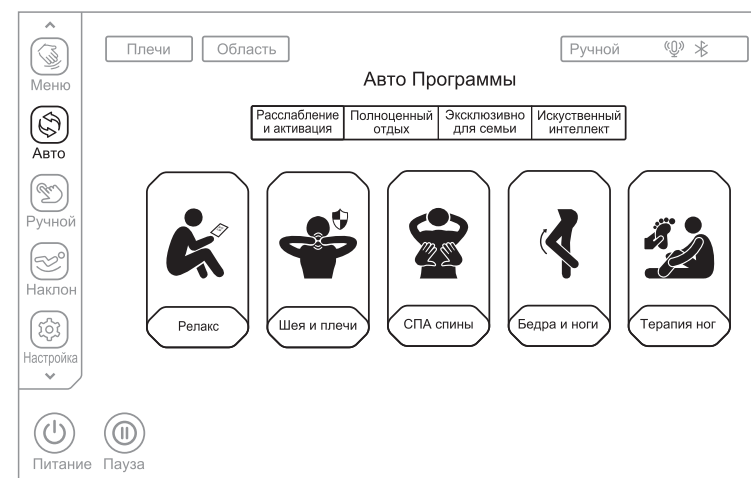 Плечи
Область
Ручной
Авто Программы
Расслабление
и активация
Полноценный
отдых
Эксклюзивно
для семьи
Искуственный
интеллект
Меню
Авто
Ручной
Наклон
Настройка
Релакс
Шея и плечи
СПА спины
Бедра и ноги
Терапия ног
Питание
Пауза